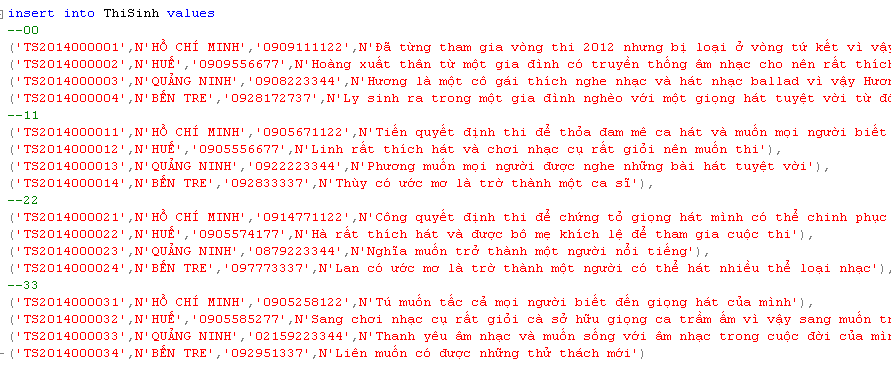 insert into ThiSinh values
--00
('TS2014000001',N'HỒ CHÍ MINH','0909111122',N'Đã từng tham gia vòng thi 2012 nhưng bị loại ở vòng tứ kết vì vậy
('TS2014000002',N'HUẾ','0909556677',N'Hoàng xuất thân từ một gia đình có truyền thống âm nhạc cho nên rất thích
('TS2014000003',N'QUẢNG NINH','0908223344',N'Hương là một cô gái thích nghe nhạc và hát nhạc ballad vì vậy Hươn
('TS2014000004',N'BẾN TRE','0928172737',N'Ly sinh ra trong một gia đình nghèo với một giọng hát tuyệt vời từ đó
--11
('TS2014000011',N'HỒ CHÍ MINH','0905671122',N'Tiến quyết định thi để thỏa đam mê ca hát và muốn mọi người biết
('TS2014000012',N'HUẾ','0905556677',N'Linh rất thích hát và chơi nhạc cụ rất giỏi nên muốn thi'),
('TS2014000013',N'QUẢNG NINH','0922223344',N'Phương muốn mọi người được nghe những bài hát tuyệt vời'),
('TS2014000014',N'BẾN TRE','092833337',N'Thùy có ước mơ là trở thành một ca sĩ'),
--22
('TS2014000021',N'HỒ CHÍ MINH','0914771122',N'Công quyết định thi để chứng tỏ giọng hát mình có thể chinh phục
('TS2014000022',N'HUẾ','0905574177',N'Hà rất thích hát và được bố mẹ khích lệ để tham gia cuộc thi'),
('TS2014000023',N'QUẢNG NINH','0879223344',N'Nghĩa muốn trở thành một người nổi tiếng'),
('TS2014000024',N'BẾN TRE','097773337',N'Lan có ước mơ là trở thành một người có thể hát nhiều thể loại nhạc'),
--33
('TS2014000031',N'HỒ CHÍ MINH','0905258122',N'Tú muốn tấc cả mọi người biết đến giọng hát của mình'),
('TS2014000032',N'HUẾ','0905585277',N'Sang chơi nhạc cụ rất giỏi cà sở hữu giọng ca trầm ấm vì vậy sang muốn tr
('TS2014000033',N'QUẢNG NINH','02159223344',N'Thanh yêu âm nhạc và muốn sống với âm nhạc trong cuộc đời của mìn
('TS2014000034',N'BẾN TRE','092951337',N'Liên muốn có được những thử thách mới')